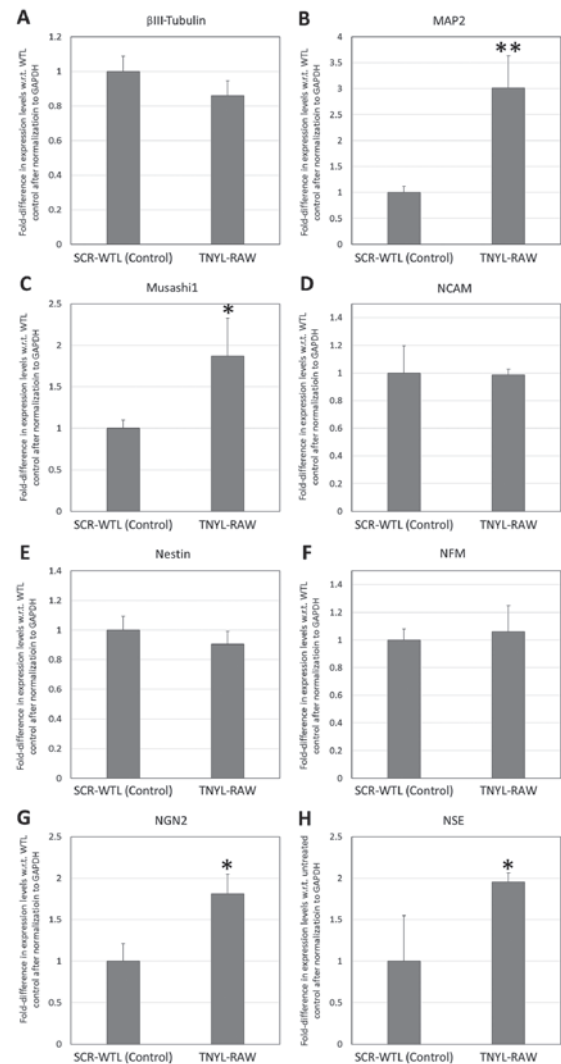 A
βIII-Tubulin
Fold-difference in expression levels w.r.t. WTL
control after normalizatioin to GAPDH
1.2
1
0.8
0.6
0.4
0.2
0
SCR-WTL (Control) TNYL-RAW
B
MAP2
Fold-difference in expression levels w.r.t. WTL
control after normalizatioin to GAPDH
4
3.5
3
2.5
2
1.5
1
0.5
0
**
SCR-WTL (Control) TNYL-RAW
C
Musashi1
Fold-difference in expression levels w.r.t. WTL
control after normalizatioin to GAPDH
2.5
2
1.5
1
0.5
0
*
SCR-WTL (Control) TNYL-RAW
D
NCAM
Fold-difference in expression levels w.r.t. WTL
control after normalizatioin to GAPDH
1.4
1.2
1
0.8
0.6
0.4
0.2
0
SCR-WTL (Control) TNYL-RAW
E
Nestin
Fold-difference in expression levels w.r.t. WTL
control after normalizatioin to GAPDH
1.4
1.2
1
0.8
0.6
0.4
0.2
0
SCR-WTL (Control) TNYL-RAW
F
NFM
Fold-difference in expression levels w.r.t. WTL
control after normalizatioin to GAPDH
1.4
1.2
1
0.8
0.6
0.4
0.2
0
SCR-WTL (Control) TNYL-RAW
G
NGN2
Fold-difference in expression levels w.r.t. WTL
control after normalizatioin to GAPDH
2.5
2
1.5
1
0.5
0
*
SCR-WTL (Control) TNYL-RAW
H
NSE
Fold-difference in expression levels w.r.t. untreated
control after normalizatioin to GAPDH
2.5
2
1.5
1
0.5
0
*
SCR-WTL (Control) TNYL-RAW